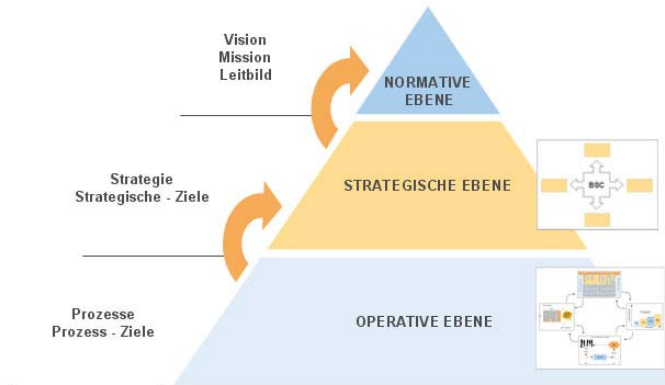 Vision
Mission
Leitbild
NORMATIVE
EBENE
Strategie
Strategische - Ziele
STRATEGISCHE EBENE
BSC
Prozesse
Prozess - Ziele
OPERATIVE EBENE